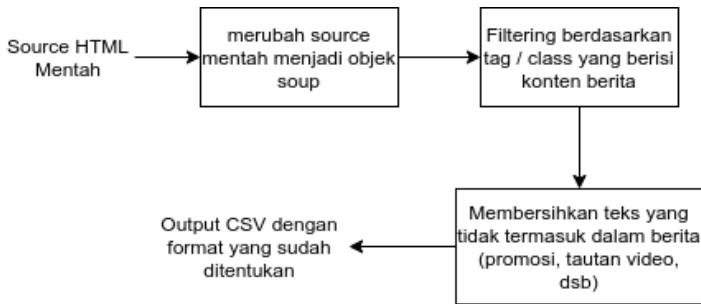 Source HTML
Mentah
merubah source
mentah menjadi objek
soup
Filtering berdasarkan
tag / class yang berisi
konten berita
Membersihkan teks yang
tidak termasuk dalam berita
(promosi, tautan video,
dsb)
Output CSV dengan
format yang sudah
ditentukan